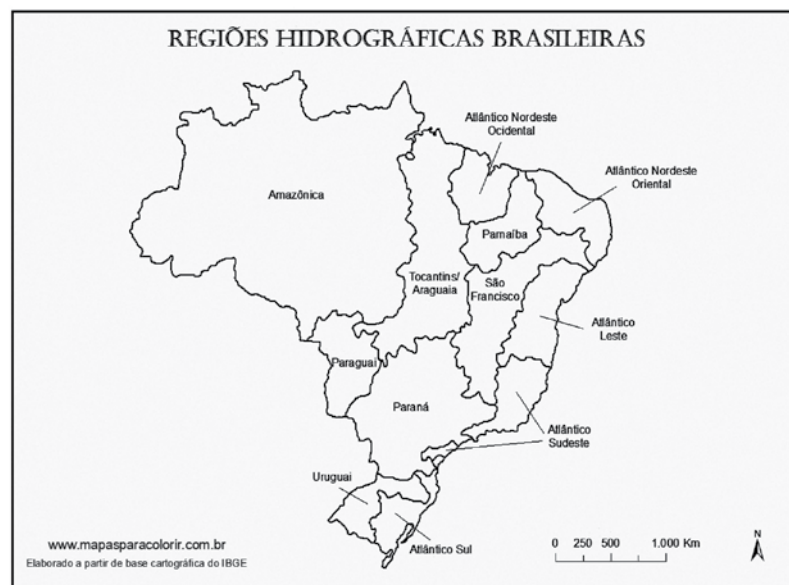 REGIÕES HIDROGRÁFICAS BRASILEIRAS
Atlântico Nordeste
Ocidental
Atlântico Nordeste
Oriental
Amazônica
Parnaíba
Tocantins/
Araguaia
São
Francisco
Atlântico
Leste
Paraguai
Paraná
Atlântico
Sudeste
Uruguai
Atlântico Sul
www.mapasparacolorir.com.br
Elaborado a partir de base cartográfica do IBGE
0 250 500 1.000 Km
N